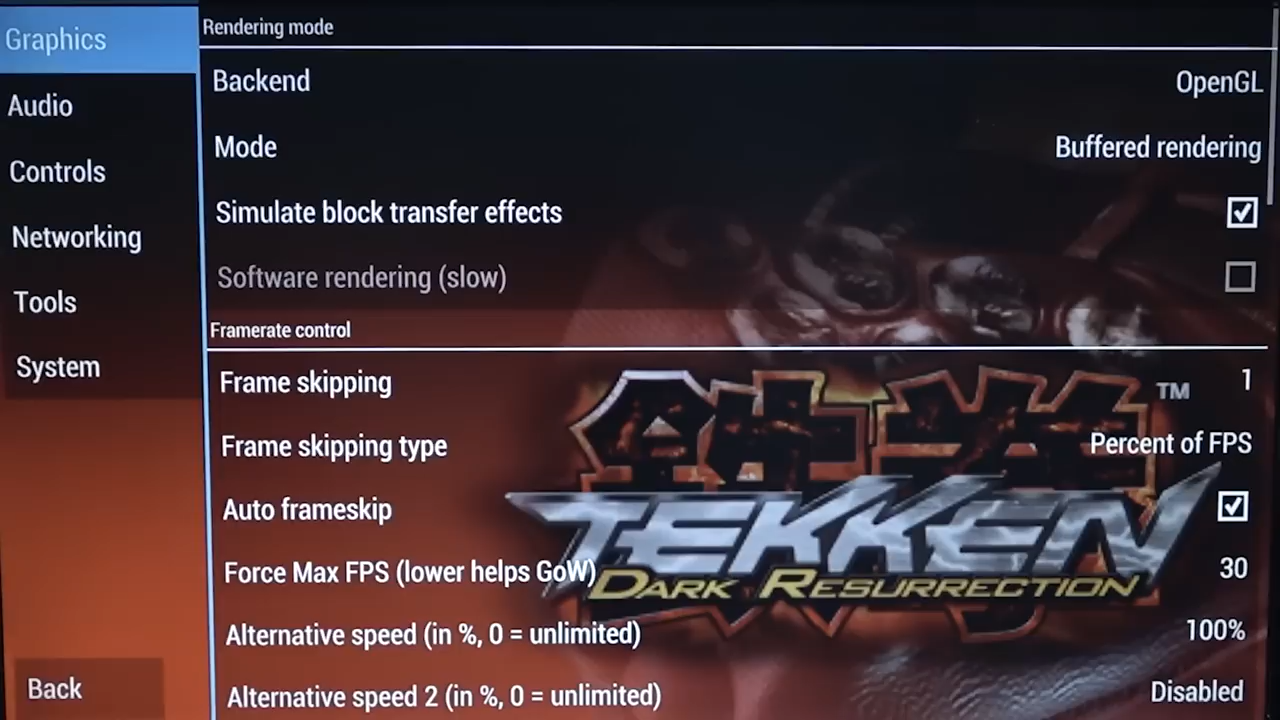 Graphics
Audio
Controls
Networking
Tools
System
Back
Rendering mode
Backend OpenGL
Mode Buffered rendering
Simulate block transfer effects
Software rendering (slow)
Framerate control
Frame skipping 1
Frame skipping type Percent of FPS
Auto frameskip
Force Max FPS (lower helps GoW) 30
Alternative speed (in %, 0 = unlimited) 100%
Alternative speed 2 (in %, 0 = unlimited) Disabled
鉄拳 TM
TEKKEN
DARK RESURRECTION